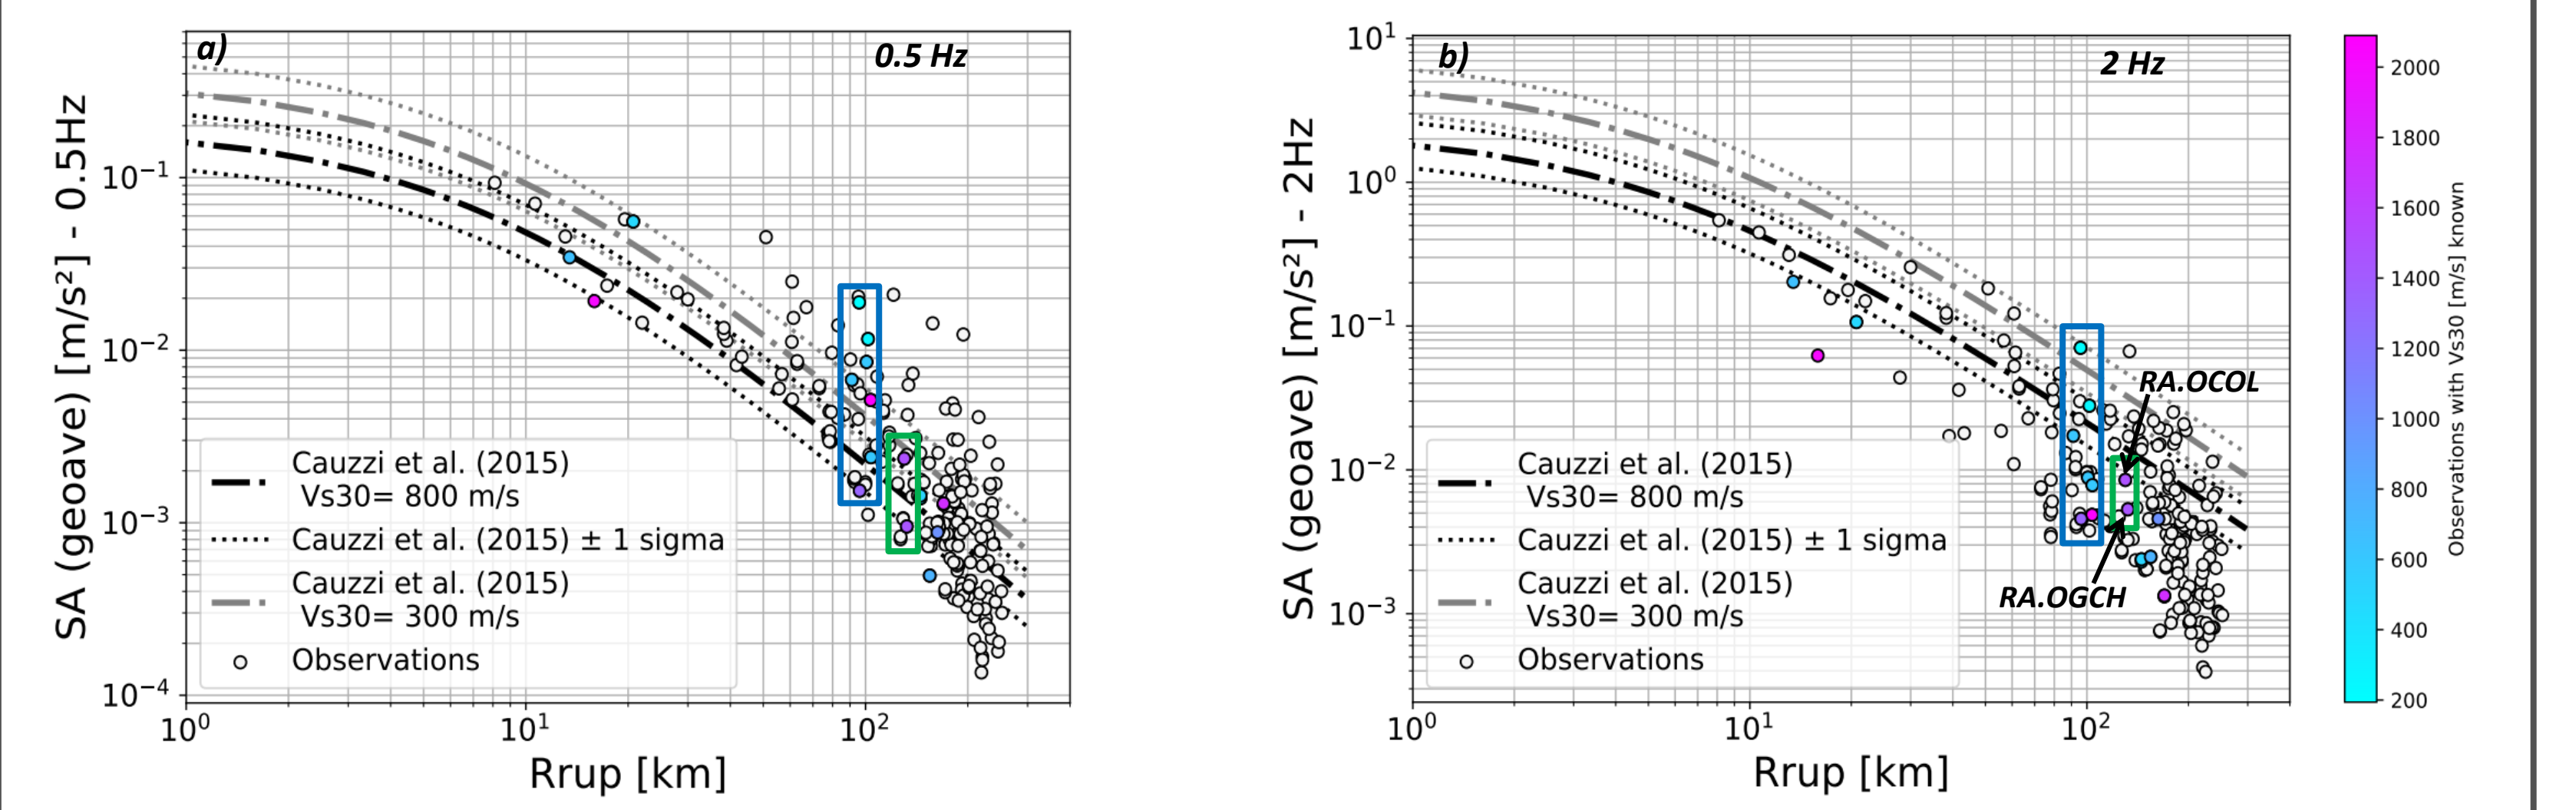 a)
0.5 Hz
SA (geoave) [m/s²] - 0.5Hz
10⁻¹
10⁻²
10⁻³
10⁻⁴
Cauzzi et al. (2015)
Vs30= 800 m/s
Cauzzi et al. (2015) ± 1 sigma
Cauzzi et al. (2015)
Vs30= 300 m/s
Observations
10⁰
10¹
10²
Rrup [km]
b)
2 Hz
SA (geoave) [m/s²] - 2Hz
10¹
10⁰
10⁻¹
10⁻²
10⁻³
RA.OCOL
RA.OGCH
Cauzzi et al. (2015)
Vs30= 800 m/s
Cauzzi et al. (2015) ± 1 sigma
Cauzzi et al. (2015)
Vs30= 300 m/s
Observations
10⁰
10¹
10²
Rrup [km]
2000
1800
1600
1400
1200
1000
800
600
400
200
Observations with Vs30 [m/s] known